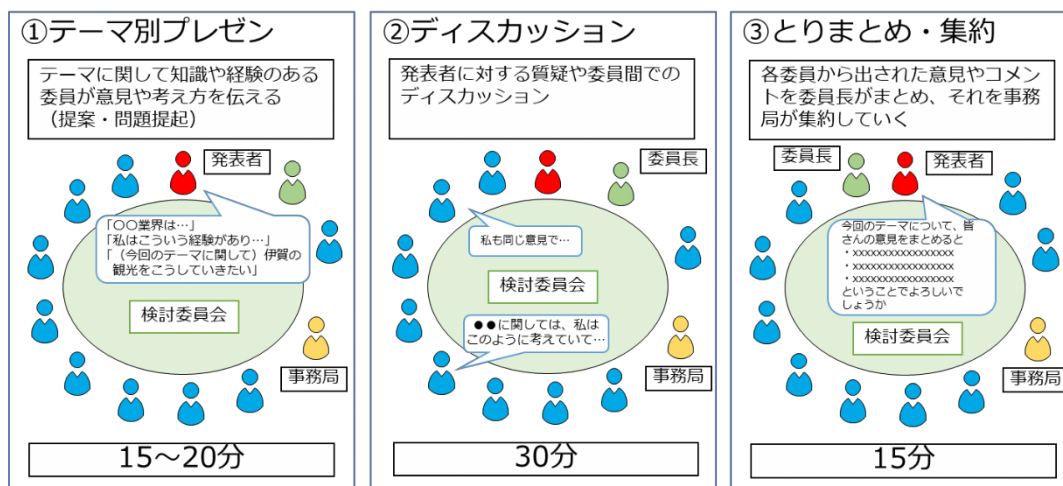 ①テーマ別プレゼン
テーマに関して知識や経験のある
委員が意見や考え方を伝える
（提案・問題提起）
発表者
「〇〇業界は…」
「私はこういう経験があり…」
「（今回のテーマに関して）伊賀の
観光をこうしていきたい」
検討委員会
事務局
15～20分
②ディスカッション
発表者に対する質疑や委員間での
ディスカッション
委員長
私も同じ意見で…
検討委員会
●●に関しては、私は
このように考えていて…
事務局
30分
③とりまとめ・集約
各委員から出された意見やコメ
ントを委員長がまとめ、それを事務
局が集約していく
委員長
発表者
今回のテーマについて、皆
さんの意見をまとめると
・xxxxxxxxxxxxxxxxx
・xxxxxxxxxxxxxxxxx
・xxxxxxxxxxxxxxxxx
ということでよろしいで
しょうか
検討委員会
事務局
15分